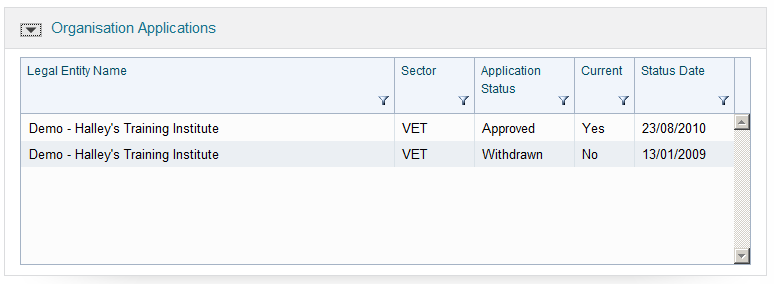 Organisation Applications
Legal Entity Name Sector Application Status Current Status Date
Demo - Halley's Training Institute VET Approved Yes 23/08/2010
Demo - Halley's Training Institute VET Withdrawn No 13/01/2009